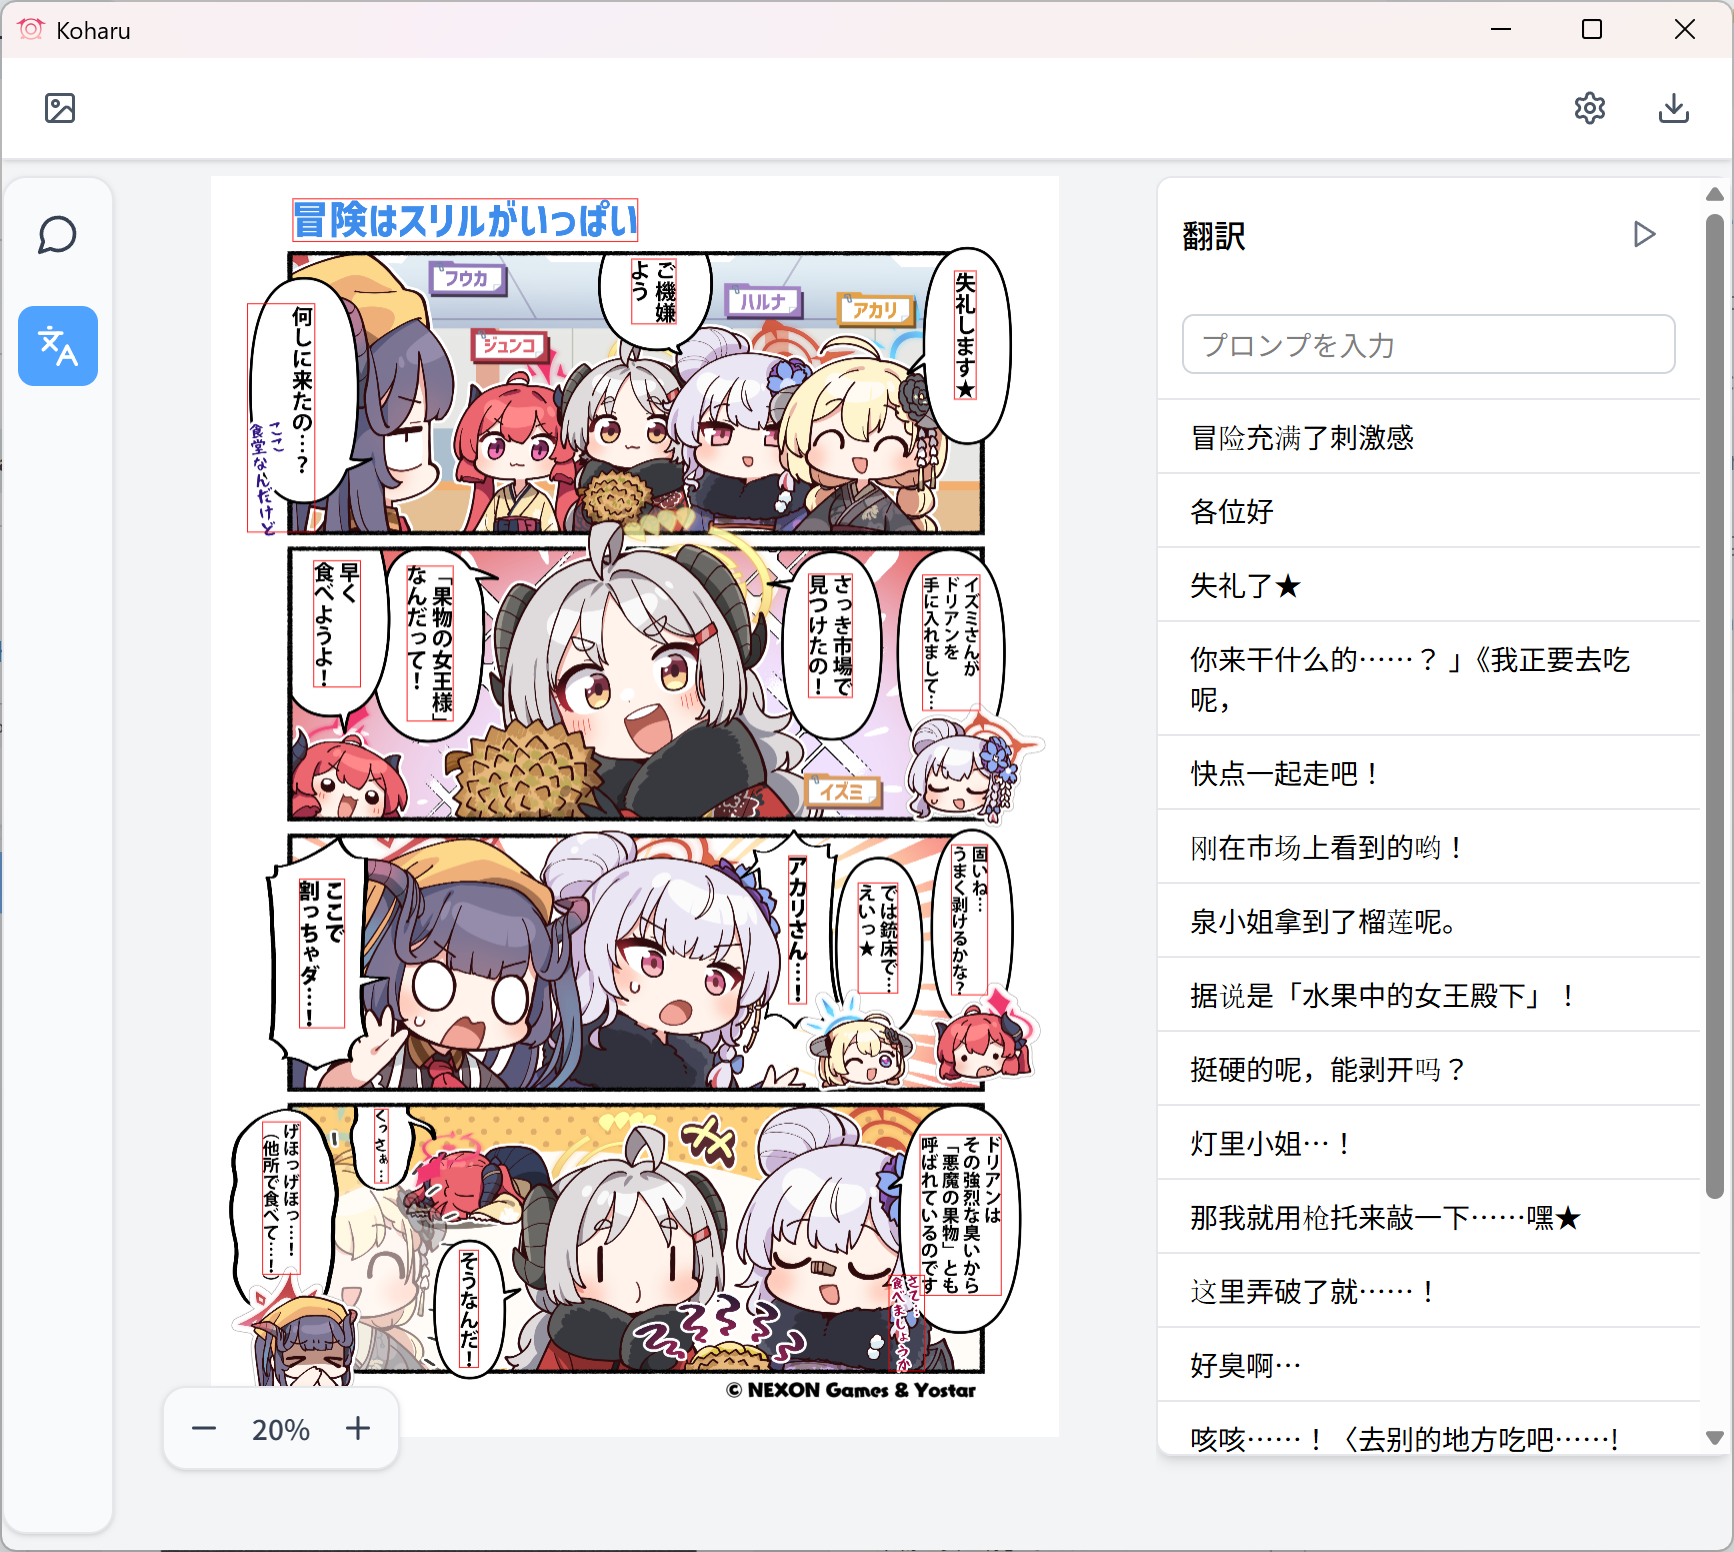 Koharu
冒険はスリルがいっぱい
失礼します★
アカリ
ハルナ
ご機嫌
よう
フウカ
ジュンコ
何しに来たの…?
ここ
食堂なんだけど
イズミさんが
ドリアンを
手に入れまして…
さっき市場で
見つけたの!
イズミ
「果物の女王様」
なんだって!
早く
食べようよ!
固いね…
うまく剥けるかな?
では銃床で…
えいっ★
アカリさん…!
ここで
割っちゃダ…!
ドリアンは
その強烈な臭いから
「悪魔の果物」とも
呼ばれているのです
さて…
食べましょうか
そうなんだ!
くっさぁ…
げほっげほっ…!
(他所で食べて…!)
© NEXON Games & Yostar
20%
翻訳
プロンプを入力
冒险充满了刺激感
各位好
失礼了★
你来干什么的……？」《我正要去吃
呢，
快点一起走吧！
刚在市场上看到的哟！
泉小姐拿到了榴莲呢。
据说是「水果中的女王殿下」！
挺硬的呢，能剥开吗？
灯里小姐…！
那我就用枪托来敲一下……嘿★
这里弄破了就……！
好臭啊…
咳咳……！〈去别的地方吃吧……!